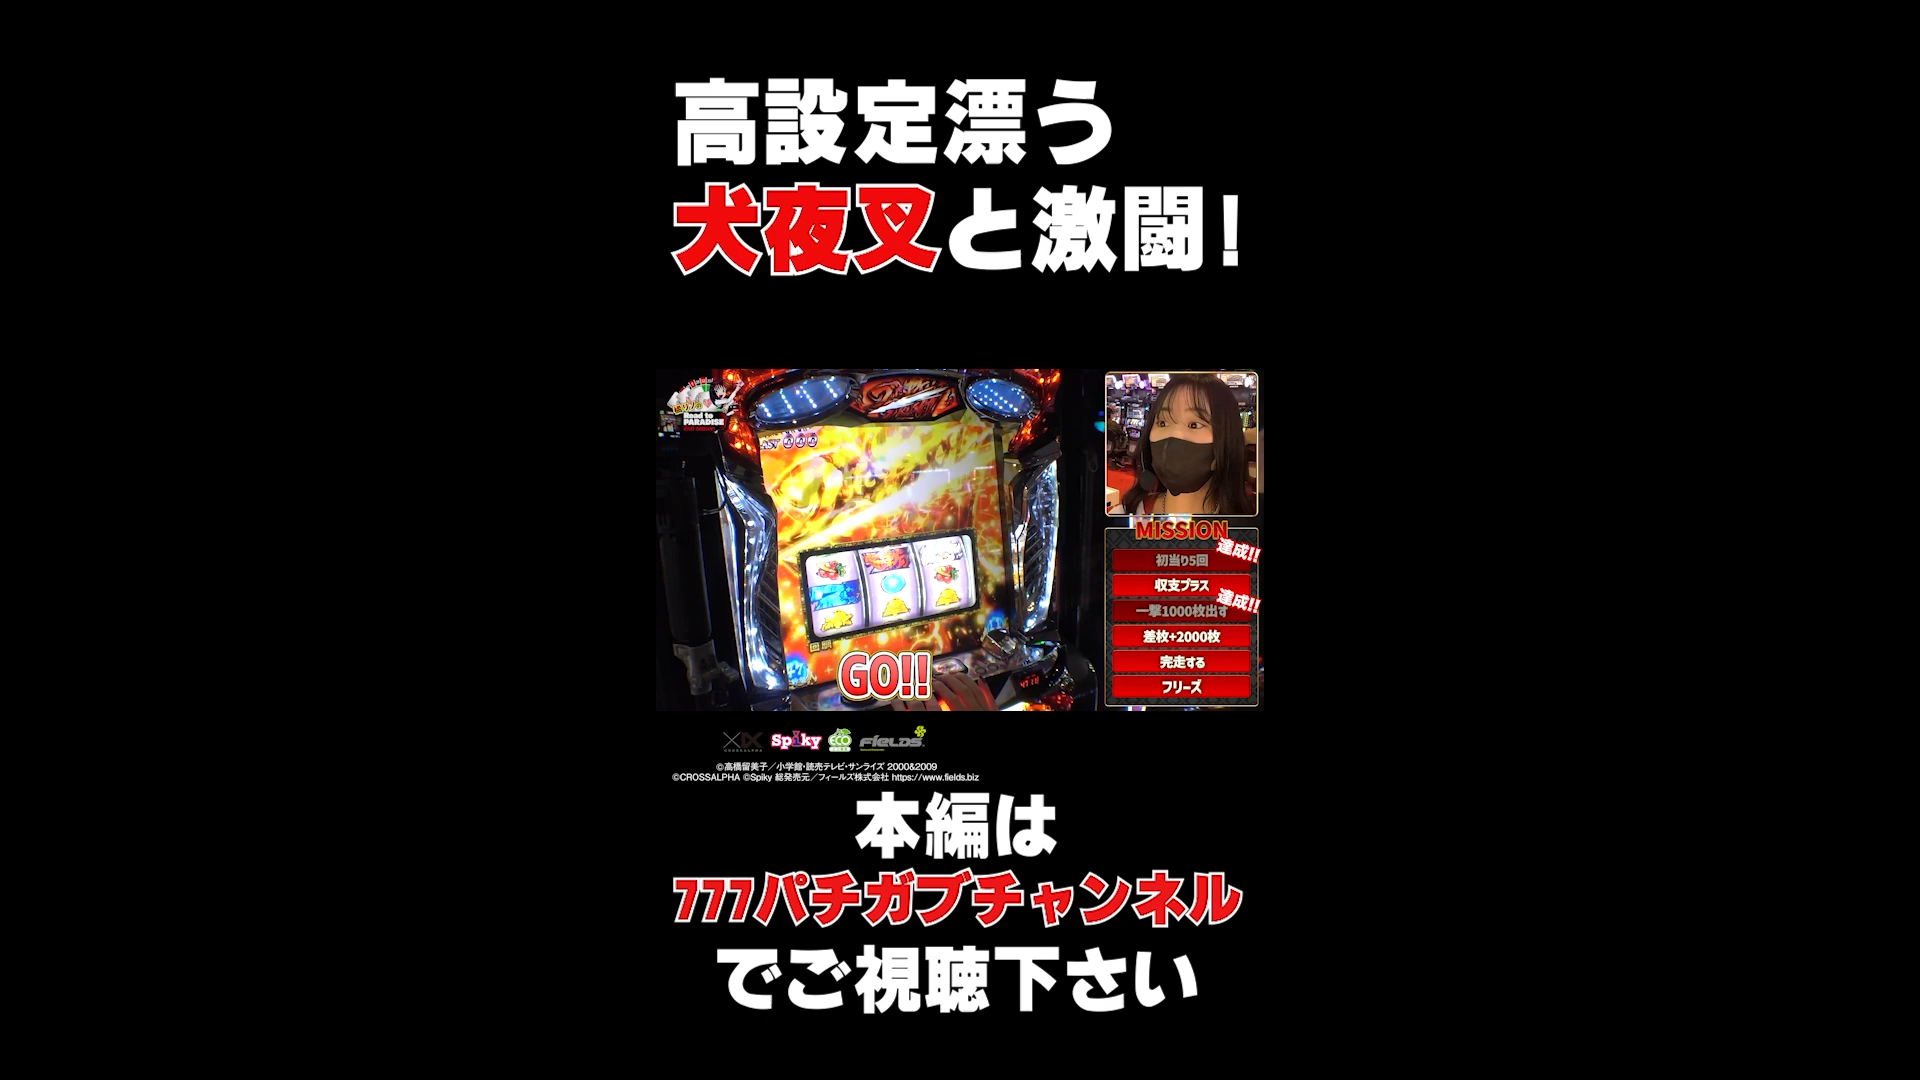 高設定漂う
犬夜叉と激闘!
Road to
PARADISE
GO!!
MISSION
初当り5回
達成!!
収支プラス
一撃1000枚出す
達成!!
差枚+2000枚
完走する
フリーズ
CROSSALPHA Spiky ECO FIELDS
©高橋留美子/小学館・読売テレビ・サンライズ 2000&2009
©CROSSALPHA ©Spiky 総発売元/フィールズ株式会社 https://www.fields.biz
本編は
777パチガブチャンネル
でご視聴下さい